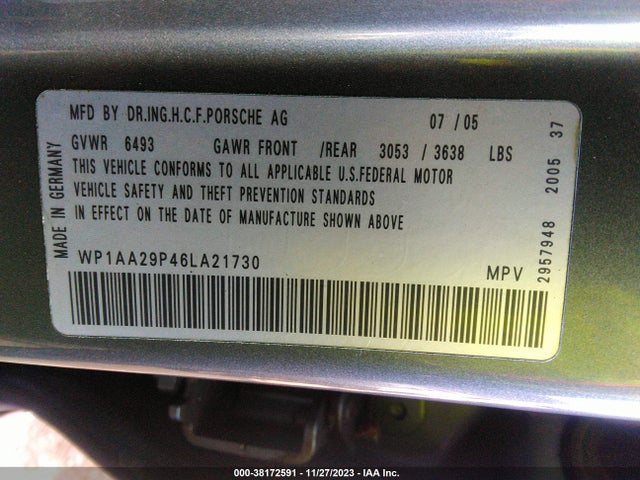 MFD BY DR.ING.H.C.F.PORSCHE AG 07 / 05
GVWR 6493 GAWR FRONT /REAR 3053 / 3638 LBS
THIS VEHICLE CONFORMS TO ALL APPLICABLE U.S.FEDERAL MOTOR
VEHICLE SAFETY AND THEFT PREVENTION STANDARDS
IN EFFECT ON THE DATE OF MANUFACTURE SHOWN ABOVE
WP1AA29P46LA21730
MPV
MADE IN GERMANY
2957948 2005 37
000-38172591 - 11/27/2023 - IAA Inc.